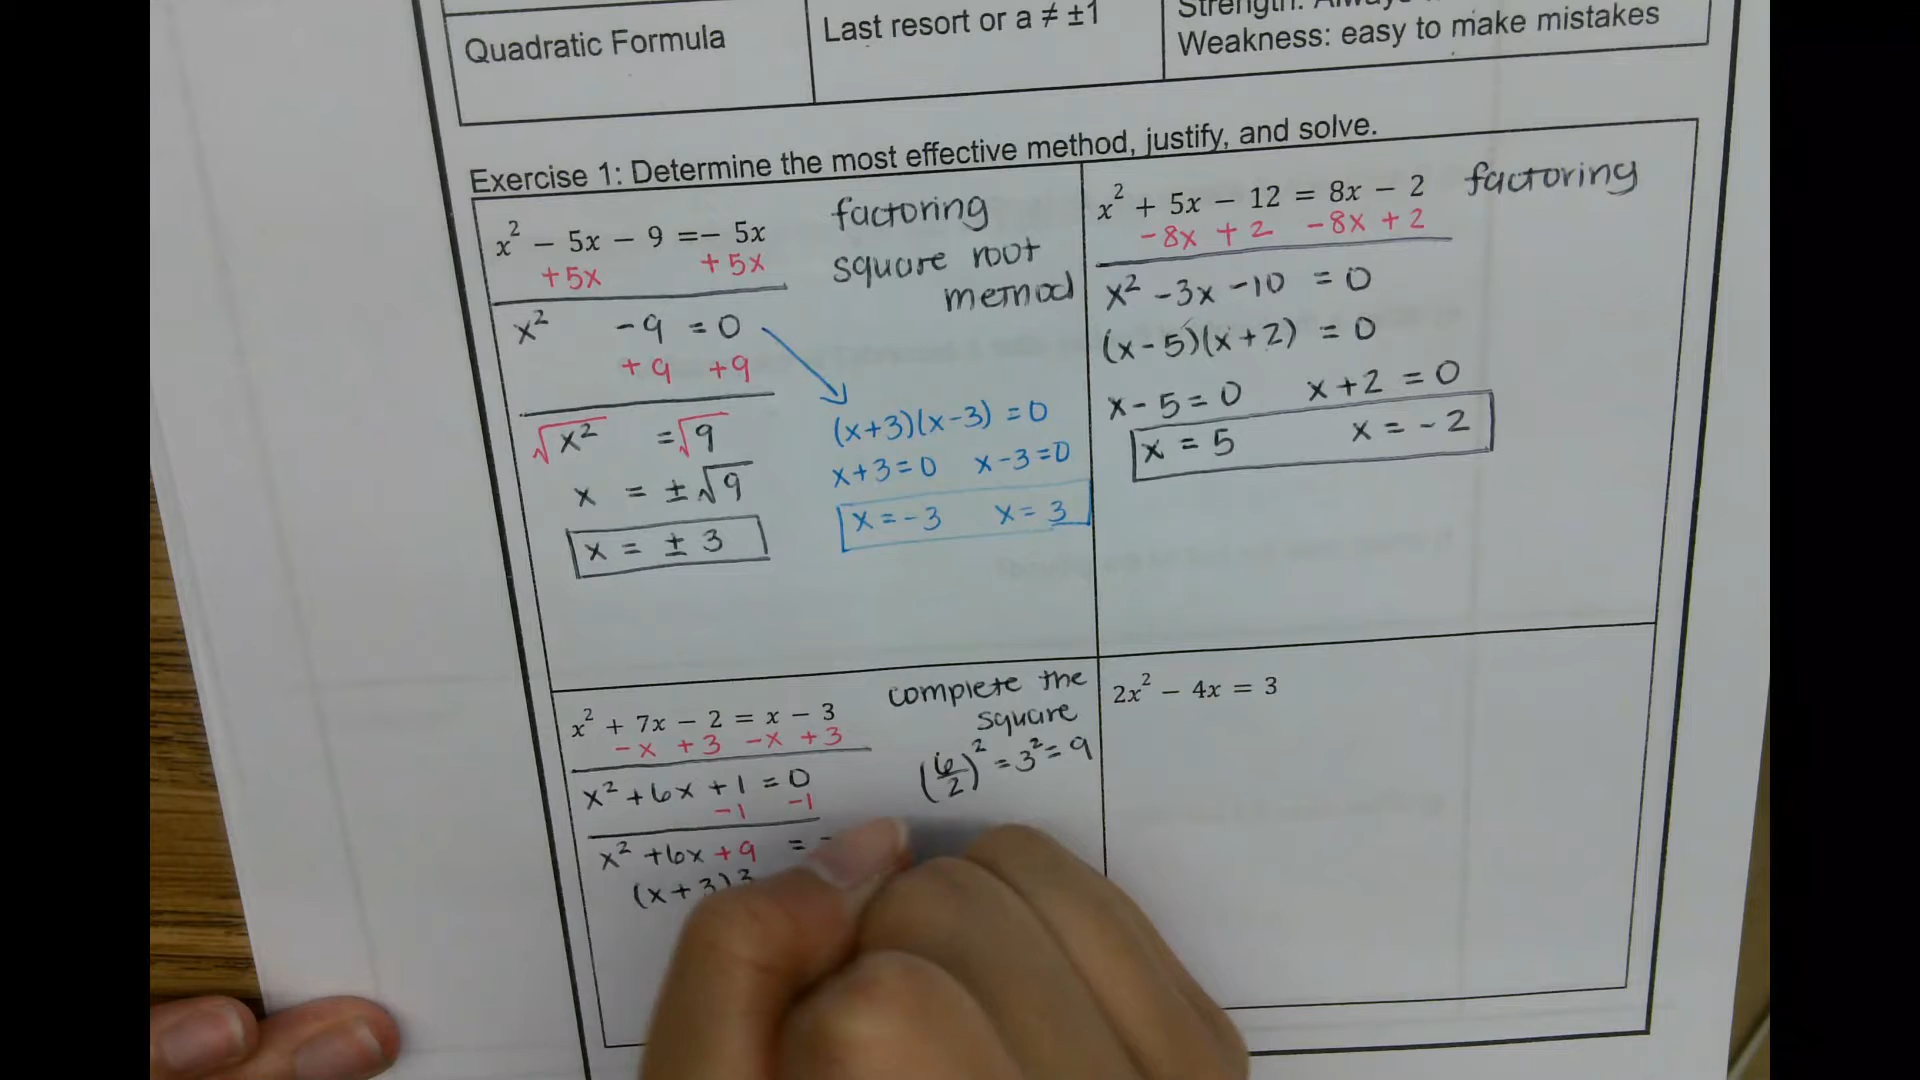 Quadratic Formula
Last resort or a ≠ ±1
Strength:
Weakness: easy to make mistakes
Exercise 1: Determine the most effective method, justify, and solve.
x² − 5x − 9 =− 5x
+5x +5x
x² -9 = 0
+9 +9
√x² = √9
x = ±√9
x = ± 3
factoring
square root
method
(x+3)(x-3) = 0
x+3=0 x-3=0
x=-3 x=3
x² + 5x − 12 = 8x − 2
factoring
-8x +2 -8x +2
x² -3x -10 = 0
(x-5)(x+2) = 0
x-5=0 x+2=0
x = 5 x = -2
x² + 7x − 2 = x − 3
-x +3 -x +3
x² +6x +1 = 0
-1 -1
x² +6x +9 = -
(x+3)²
complete the
square
(6/2)² = 3² = 9
2x² − 4x = 3